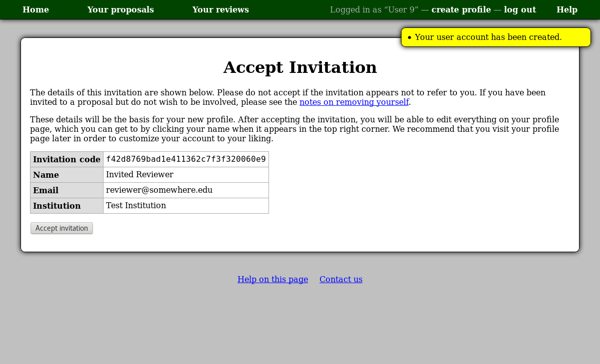 Home Your proposals Your reviews Logged in as “User 9” — create profile — log out Help
• Your user account has been created.
Accept Invitation
The details of this invitation are shown below. Please do not accept if the invitation appears not to refer to you. If you have been
invited to a proposal but do not wish to be involved, please see the notes on removing yourself.
These details will be the basis for your new profile. After accepting the invitation, you will be able to edit everything on your profile
page, which you can get to by clicking your name when it appears in the top right corner. We recommend that you visit your profile
page later in order to customize your account to your liking.
Invitation code f42d8769bad1e411362c7f3f320060e9
Name Invited Reviewer
Email reviewer@somewhere.edu
Institution Test Institution
Accept invitation
Help on this page Contact us